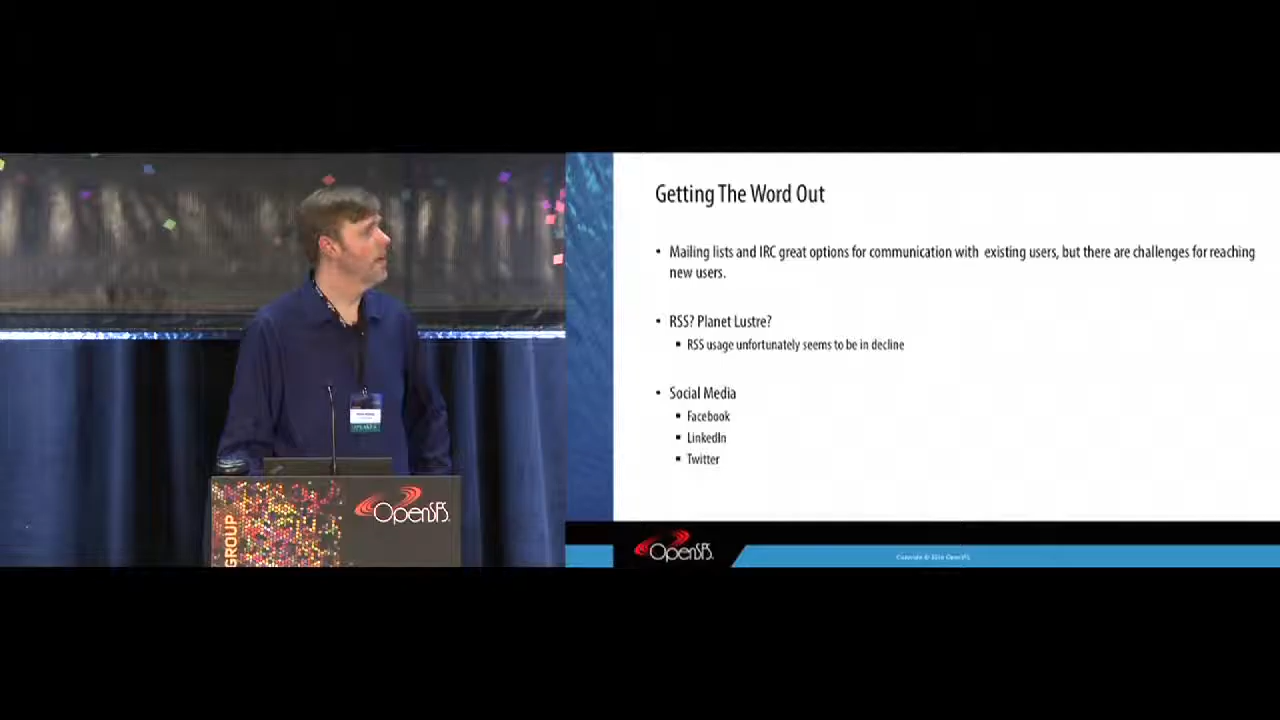 Getting The Word Out
• Mailing lists and IRC great options for communication with existing users, but there are challenges for reaching
new users.
• RSS? Planet Lustre?
▪ RSS usage unfortunately seems to be in decline
• Social Media
▪ Facebook
▪ LinkedIn
▪ Twitter
SPEAKER
GROUP
OpenSFS.
OpenSFS.
OpenSFS